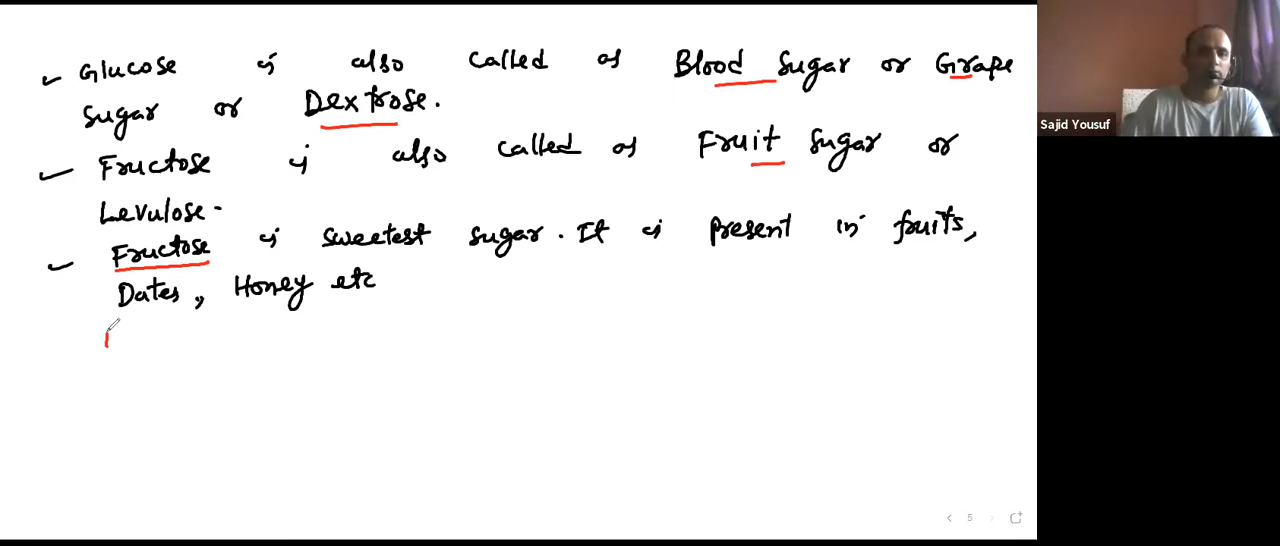 Glucose is also called as Blood Sugar or Grape
Sugar or Dextrose.
Fructose is also called as Fruit Sugar or
Levulose.
Fructose is sweetest sugar. It is present in fruits,
Dates, Honey etc
Sajid Yousuf
5